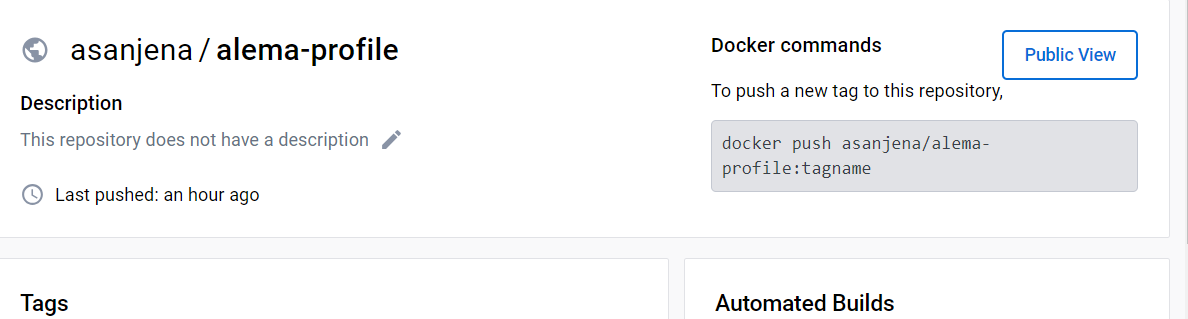 asanjena / alema-profile
Description
This repository does not have a description
Last pushed: an hour ago
Docker commands
Public View
To push a new tag to this repository,
docker push asanjena/alema-
profile:tagname
Tags
Automated Builds